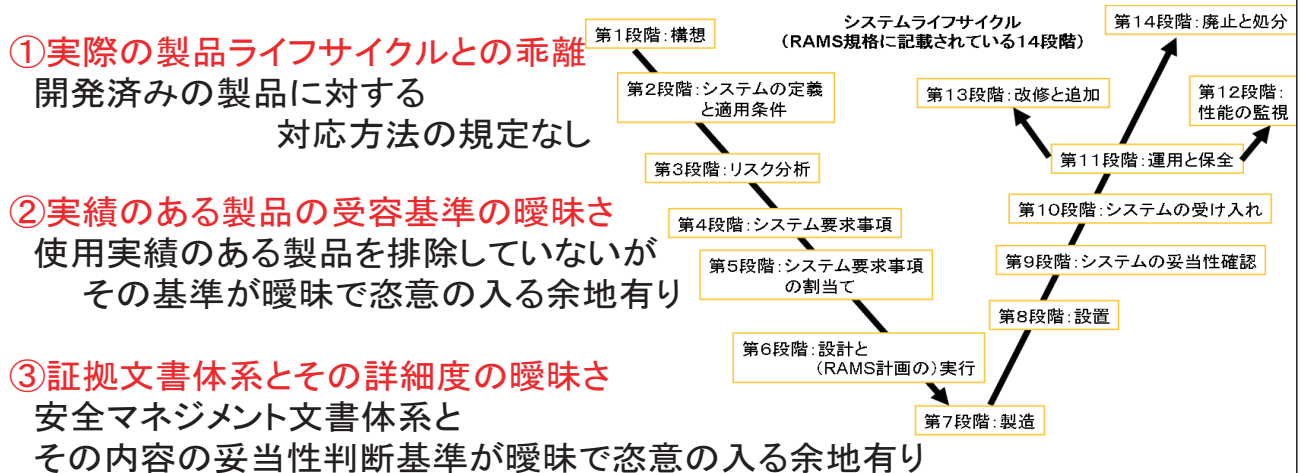 ①実際の製品ライフサイクルとの乖離
開発済みの製品に対する
対応方法の規定なし
②実績のある製品の受容基準の曖昧さ
使用実績のある製品を排除していないが
その基準が曖昧で恣意の入る余地有り
③証拠文書体系とその詳細度の曖昧さ
安全マネジメント文書体系と
その内容の妥当性判断基準が曖昧で恣意の入る余地有り
システムライフサイクル
(RAMS規格に記載されている14段階)
第1段階:構想
第2段階:システムの定義
と適用条件
第3段階:リスク分析
第4段階:システム要求事項
第5段階:システム要求事項
の割当て
第6段階:設計と
(RAMS計画の)実行
第7段階:製造
第8段階:設置
第9段階:システムの妥当性確認
第10段階:システムの受け入れ
第11段階:運用と保全
第12段階:
性能の監視
第13段階:改修と追加
第14段階:廃止と処分